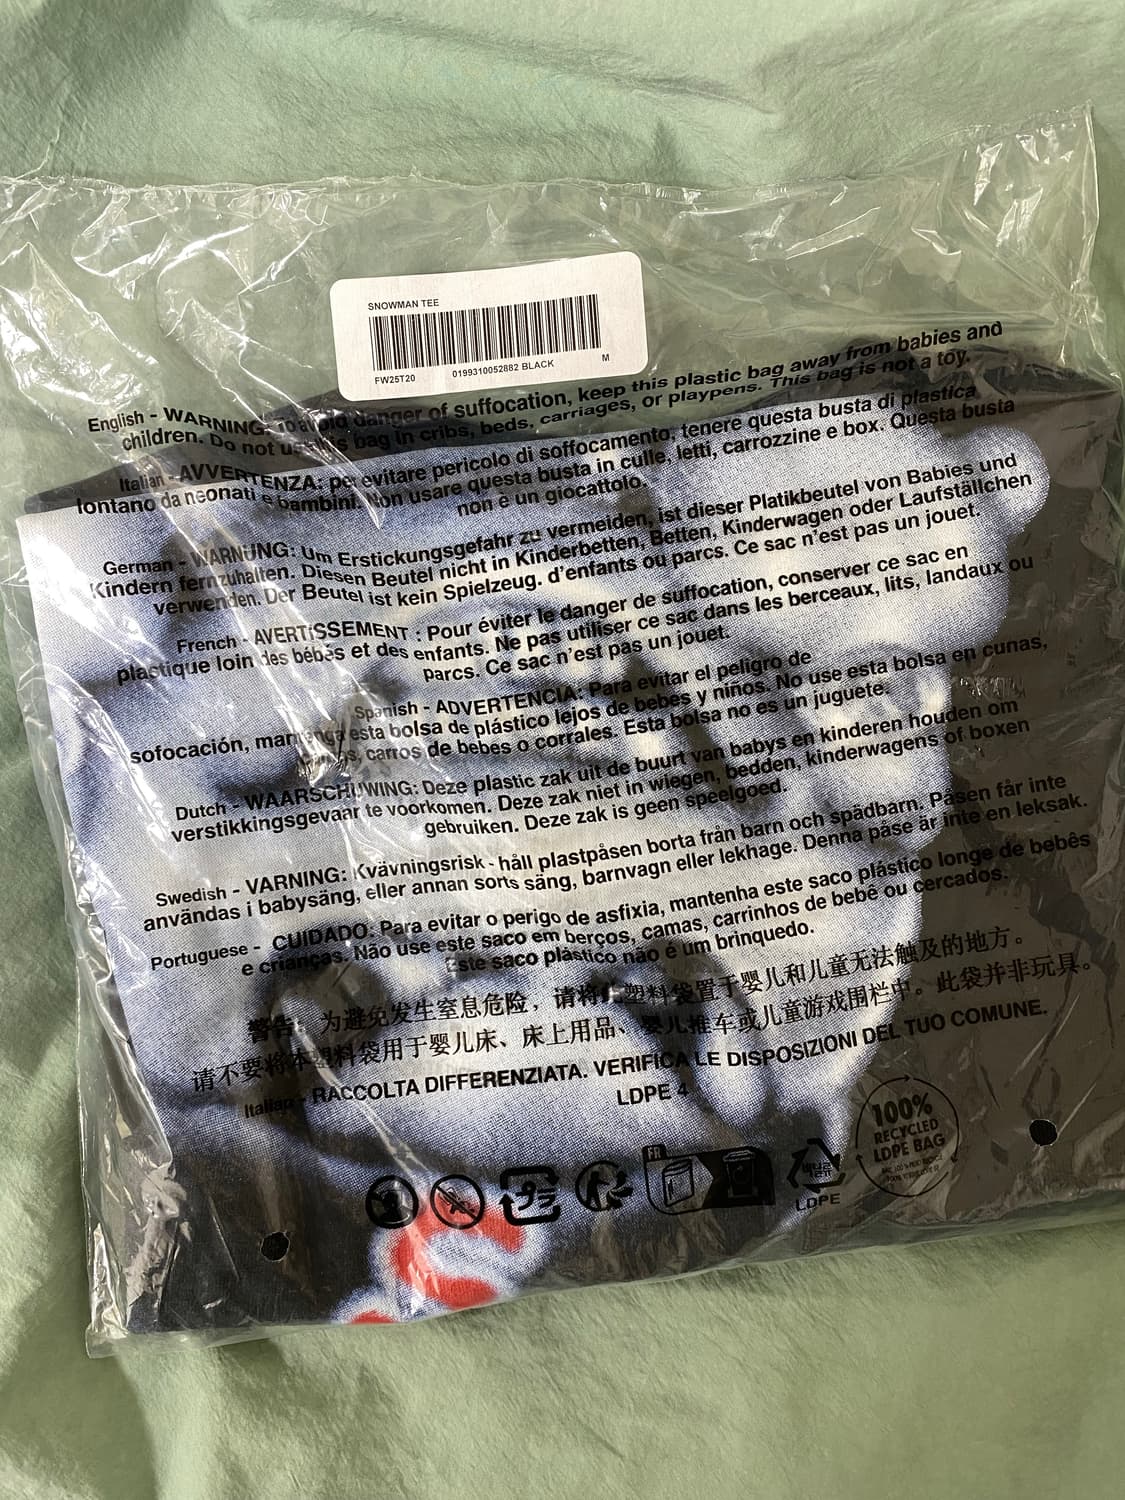 SNOWMAN TEE
FW25T20 0199310052882 BLACK M
English - WARNING: To avoid danger of suffocation, keep this plastic bag away from babies and
children. Do not use this bag in cribs, beds, carriages, or playpens. This bag is not a toy.
Italian - AVVERTENZA: per evitare pericolo di soffocamento, tenere questa busta di plastica
lontano da neonati e bambini. Non usare questa busta in culle, letti, carrozzine e box. Questa busta
non è un giocattolo.
German - WARNUNG: Um Erstickungsgefahr zu vermeiden, ist dieser Platikbeutel von Babies und
Kindern fernzuhalten. Diesen Beutel nicht in Kinderbetten, Betten, Kinderwagen oder Laufställchen
verwenden. Der Beutel ist kein Spielzeug. d'enfants ou parcs. Ce sac n'est pas un jouet.
French - AVERTISSEMENT : Pour éviter le danger de suffocation, conserver ce sac en
plastique loin des bébés et des enfants. Ne pas utiliser ce sac dans les berceaux, lits, landaux ou
parcs. Ce sac n'est pas un jouet.
Spanish - ADVERTENCIA: Para evitar el peligro de
sofocación, mantenga esta bolsa de plástico lejos de bebes y niños. No use esta bolsa en cunas,
carros de bebes o corrales. Esta bolsa no es un juguete.
Dutch - WAARSCHUWING: Deze plastic zak uit de buurt van babys en kinderen houden om
verstikkingsgevaar te voorkomen. Deze zak niet in wiegen, bedden, kinderwagens of boxen
gebruiken. Deze zak is geen speelgoed.
Swedish - VARNING: Kvävningsrisk - håll plastpåsen borta från barn och spädbarn. Påsen får inte
användas i babysäng, eller annan sorts säng, barnvagn eller lekhage. Denna påse är inte en leksak.
Portuguese - CUIDADO: Para evitar o perigo de asfixia, mantenha este saco plástico longe de bebês
e crianças. Não use este saco em berços, camas, carrinhos de bebé ou cercados.
Este saco plástico não é um brinquedo.
警告：为避免发生窒息危险，请将此塑料袋置于婴儿和儿童无法触及的地方。
请不要将本塑料袋用于婴儿床、床上用品、婴儿推车或儿童游戏围栏中。此袋并非玩具。
Italian - RACCOLTA DIFFERENZIATA. VERIFICA LE DISPOSIZIONI DEL TUO COMUNE.
LDPE 4
FR
プラ
비닐류
LDPE
100%
RECYCLED
LDPE BAG